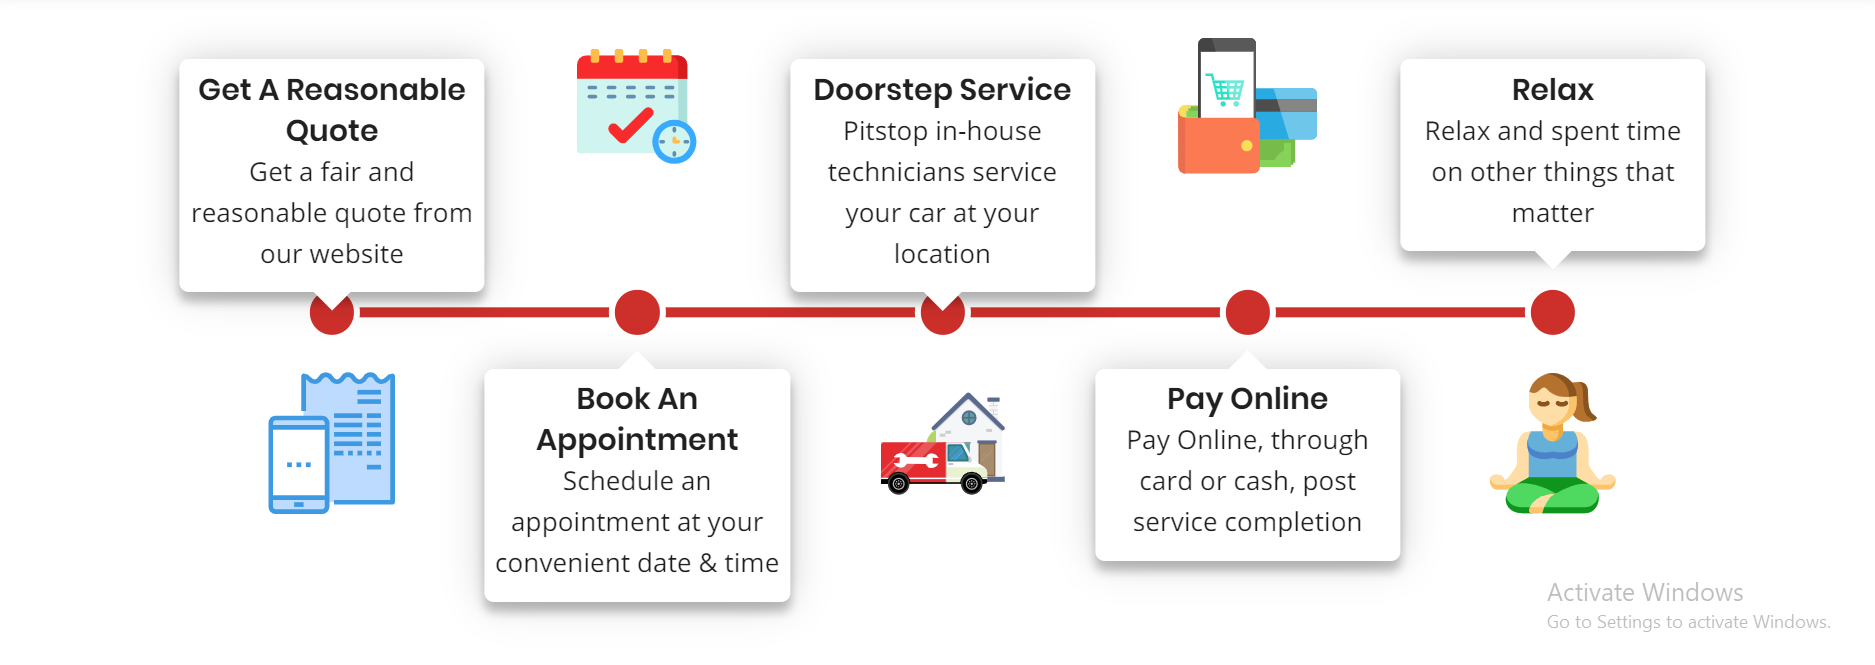 Get A Reasonable
Quote
Get a fair and
reasonable quote from
our website
Book An
Appointment
Schedule an
appointment at your
convenient date & time
Doorstep Service
Pitstop in-house
technicians service
your car at your
location
Pay Online
Pay Online, through
card or cash, post
service completion
Relax
Relax and spent time
on other things that
matter
Activate Windows
Go to Settings to activate Windows.